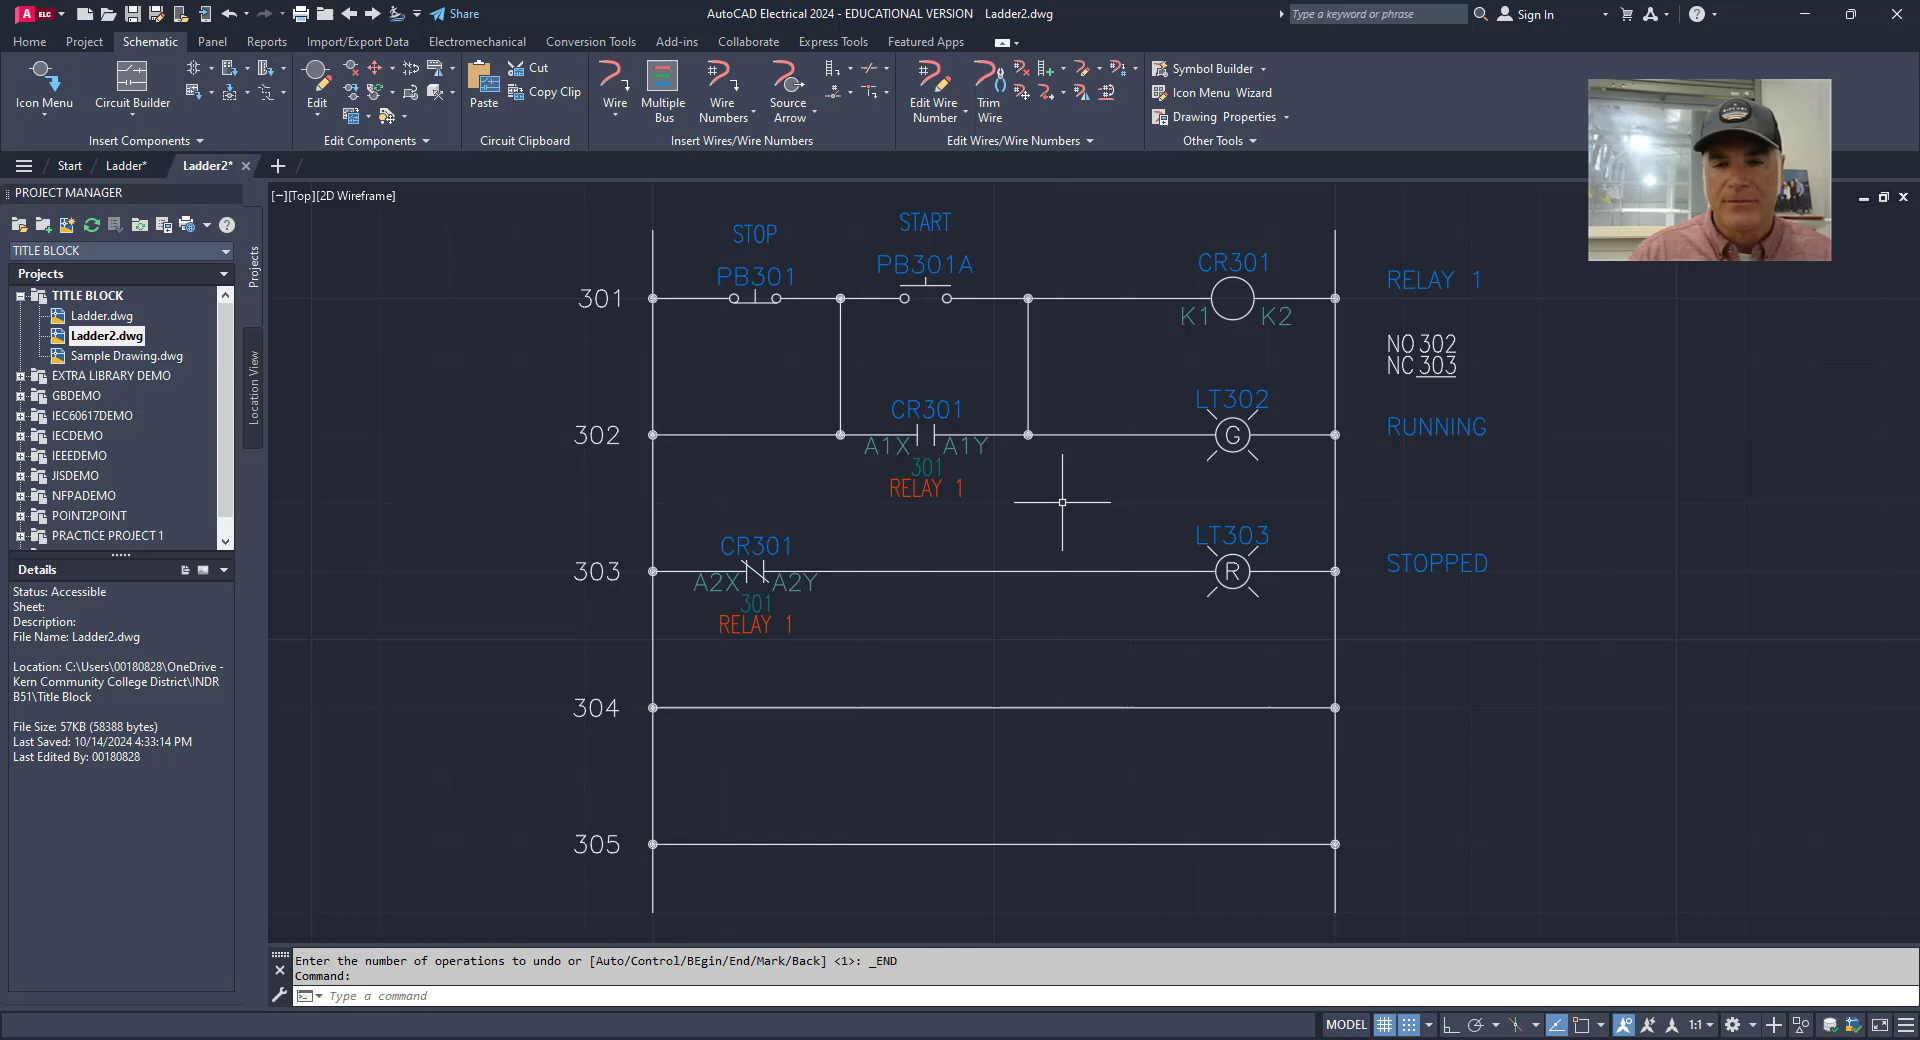 A ELC
Share
AutoCAD Electrical 2024 - EDUCATIONAL VERSION Ladder2.dwg
Type a keyword or phrase
Sign In
Home
Project
Schematic
Panel
Reports
Import/Export Data
Electromechanical
Conversion Tools
Add-ins
Collaborate
Express Tools
Featured Apps
Icon Menu
Circuit Builder
Insert Components
Edit
Edit Components
Paste
Cut
Copy Clip
Circuit Clipboard
Wire
Multiple Bus
Wire Numbers
Source Arrow
Insert Wires/Wire Numbers
Edit Wire Number
Trim Wire
Edit Wires/Wire Numbers
Symbol Builder
Icon Menu Wizard
Drawing Properties
Other Tools
Start
Ladder*
Ladder2*
PROJECT MANAGER
TITLE BLOCK
Projects
TITLE BLOCK
Ladder.dwg
Ladder2.dwg
Sample Drawing.dwg
EXTRA LIBRARY DEMO
GBDEMO
IEC60617DEMO
IECDEMO
IEEEDEMO
JISDEMO
NFPADEMO
POINT2POINT
PRACTICE PROJECT 1
Projects
Location View
Details
Status: Accessible
Sheet:
Description:
File Name: Ladder2.dwg
Location: C:\Users\00180828\OneDrive -
Kern Community College District\INDR
B51\Title Block
File Size: 57KB (58388 bytes)
Last Saved: 10/14/2024 4:33:14 PM
Last Edited By: 00180828
[−][Top][2D Wireframe]
STOP
START
PB301
PB301A
CR301
RELAY 1
301
K1
K2
NO 302
NC 303
CR301
LT302
302
G
RUNNING
A1X
A1Y
301
RELAY 1
CR301
LT303
303
R
STOPPED
A2X
A2Y
301
RELAY 1
304
305
Enter the number of operations to undo or [Auto/Control/BEgin/End/Mark/Back] <1>: _END
Command:
Type a command
MODEL
1:1